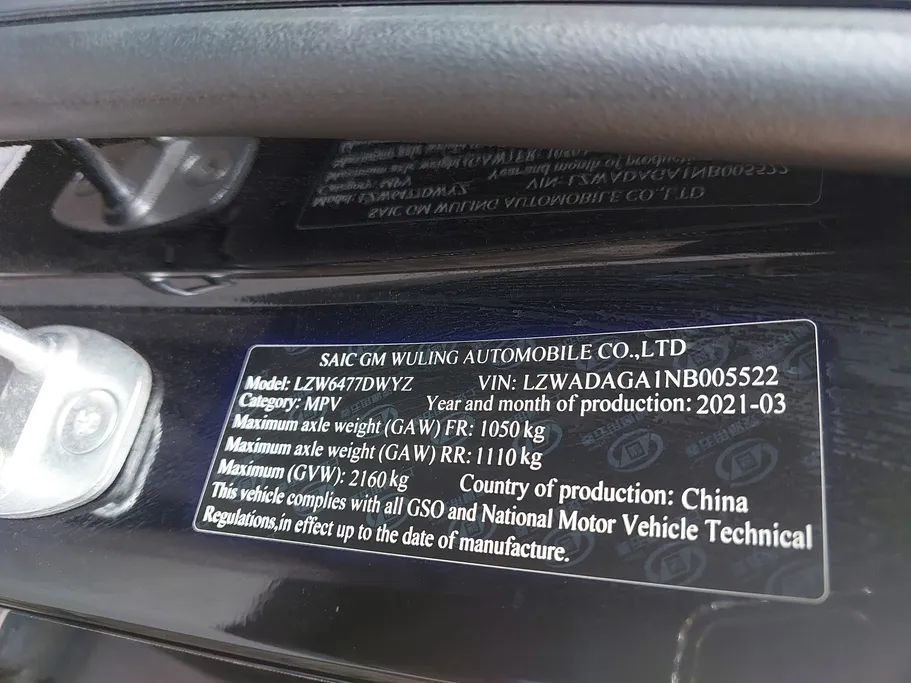 SAIC GM WULING AUTOMOBILE CO.,LTD
Model: LZW6477DWYZ VIN: LZWADAGA1NB005522
Category: MPV Year and month of production: 2021-03
Maximum axle weight (GAW) FR: 1050 kg
Maximum axle weight (GAW) RR: 1110 kg
Maximum (GVW): 2160 kg Country of production: China
This vehicle complies with all GSO and National Motor Vehicle Technical
Regulations,in effect up to the date of manufacture.